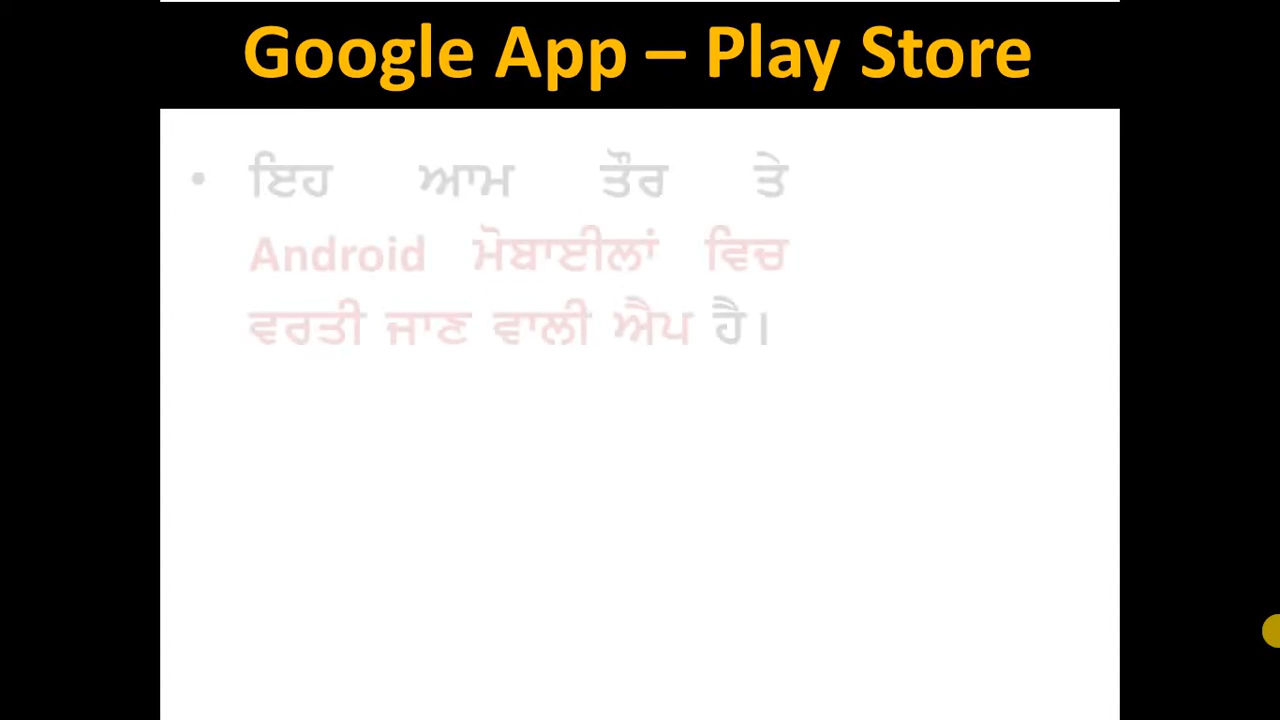 Google App – Play Store
• ਇਹ ਆਮ ਤੌਰ ਤੇ
Android ਮੋਬਾਈਲਾਂ ਵਿਚ
ਵਰਤੀ ਜਾਣ ਵਾਲੀ ਐਪ ਹੈ।